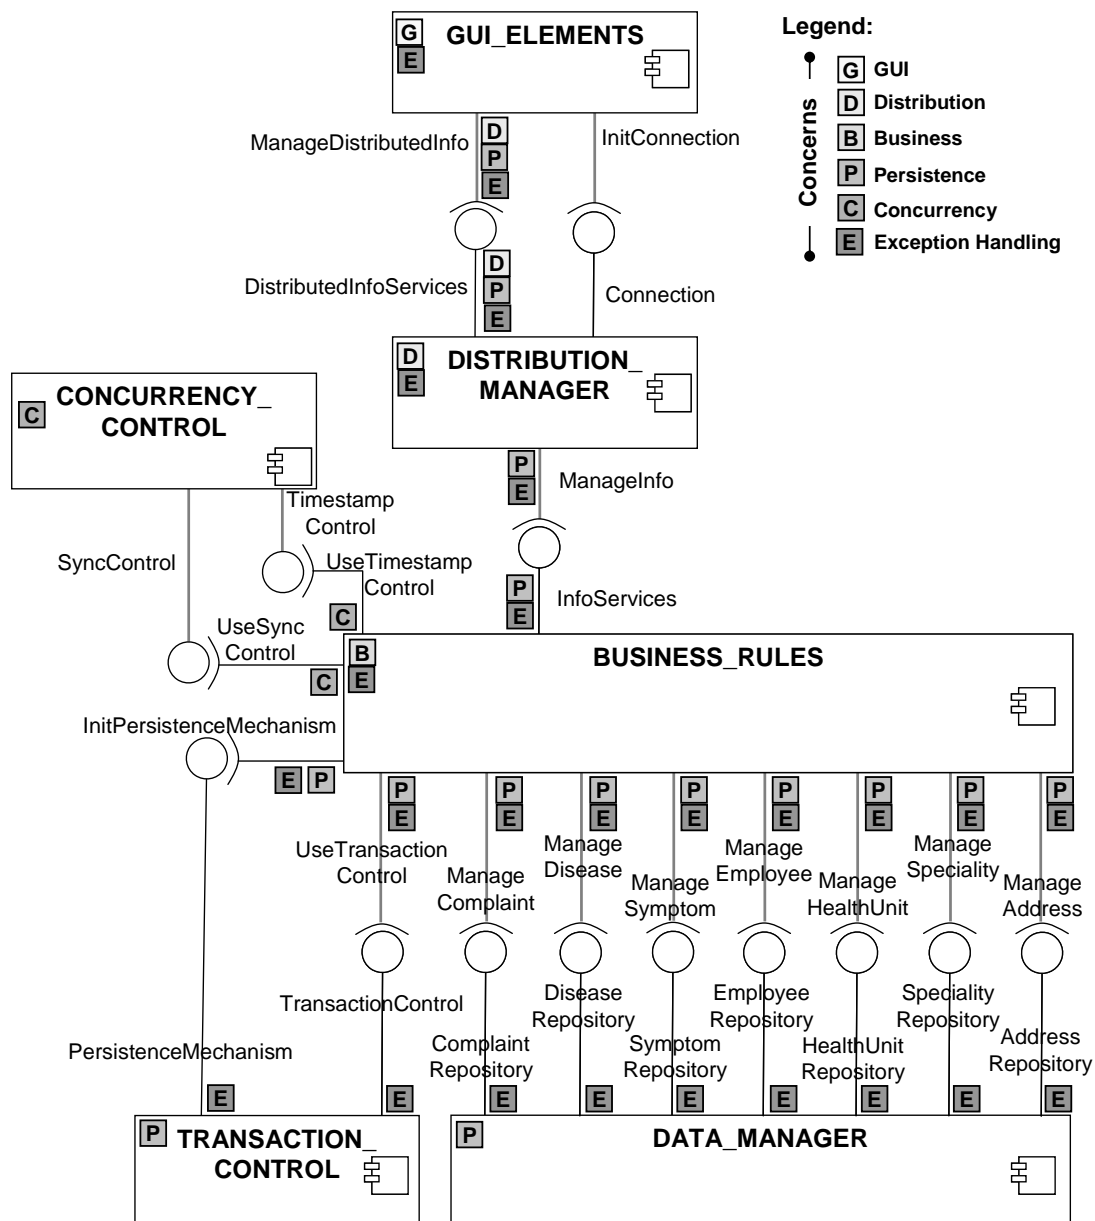 G
GUI_ELEMENTS
E
Legend:
Concerns
G GUI
D Distribution
B Business
P Persistence
C Concurrency
E Exception Handling
ManageDistributedInfo
D
P
E
InitConnection
DistributedInfoServices
D
P
E
Connection
D
E
DISTRIBUTION_
MANAGER
C
CONCURRENCY_
CONTROL
P
E
ManageInfo
Timestamp
Control
SyncControl
UseTimestamp
Control
C
P
E
InfoServices
UseSync
Control
C
B
E
BUSINESS_RULES
InitPersistenceMechanism
E P
P
E
P
E
P
E
P
E
P
E
P
E
P
E
P
E
UseTransaction
Control
Manage
Complaint
Manage
Disease
Manage
Symptom
Manage
Employee
Manage
HealthUnit
Manage
Speciality
Manage
Address
TransactionControl
Complaint
Repository
Disease
Repository
Symptom
Repository
Employee
Repository
HealthUnit
Repository
Speciality
Repository
Address
Repository
PersistenceMechanism
E
E
E
E
E
E
E
E
E
P
TRANSACTION_
CONTROL
P
DATA_MANAGER